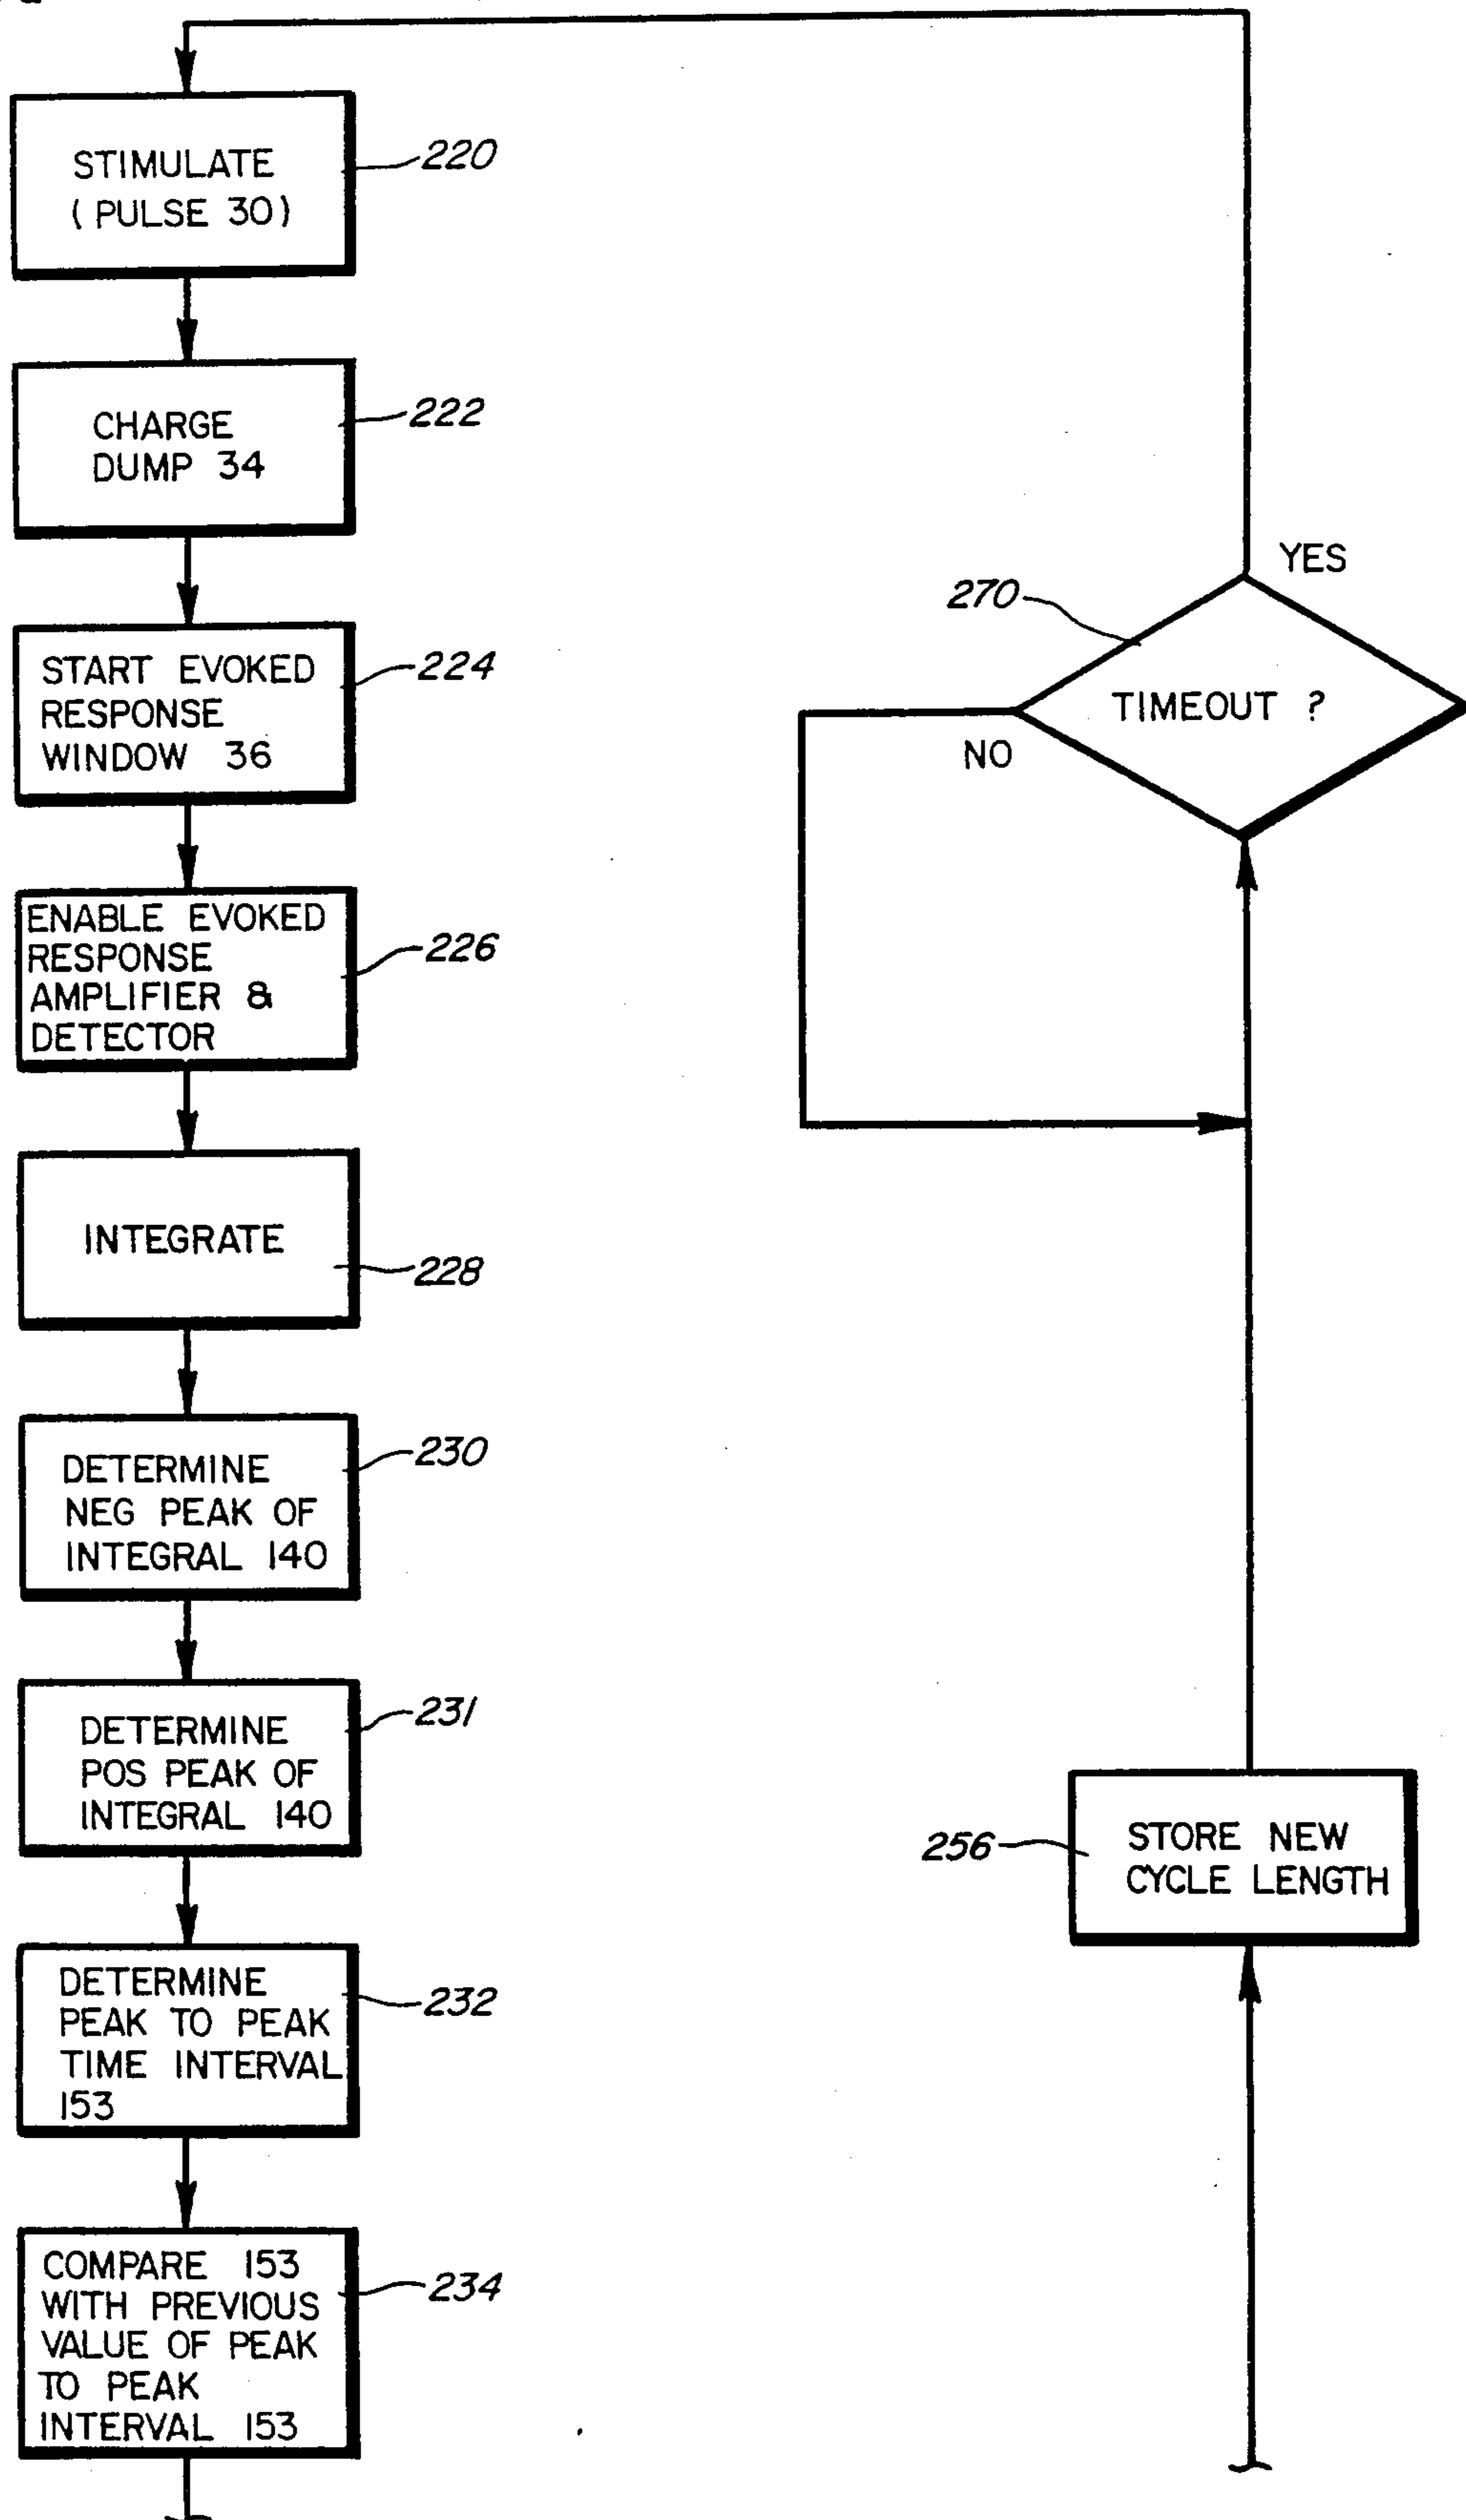 STIMULATE
( PULSE 30 )
220
CHARGE
DUMP 34
222
START EVOKED
RESPONSE
WINDOW 36
224
ENABLE EVOKED
RESPONSE
AMPLIFIER &
DETECTOR
226
INTEGRATE
228
DETERMINE
NEG PEAK OF
INTEGRAL 140
230
DETERMINE
POS PEAK OF
INTEGRAL 140
231
DETERMINE
PEAK TO PEAK
TIME INTERVAL
153
232
COMPARE 153
WITH PREVIOUS
VALUE OF PEAK
TO PEAK
INTERVAL 153
234
YES
270
TIMEOUT ?
NO
256
STORE NEW
CYCLE LENGTH